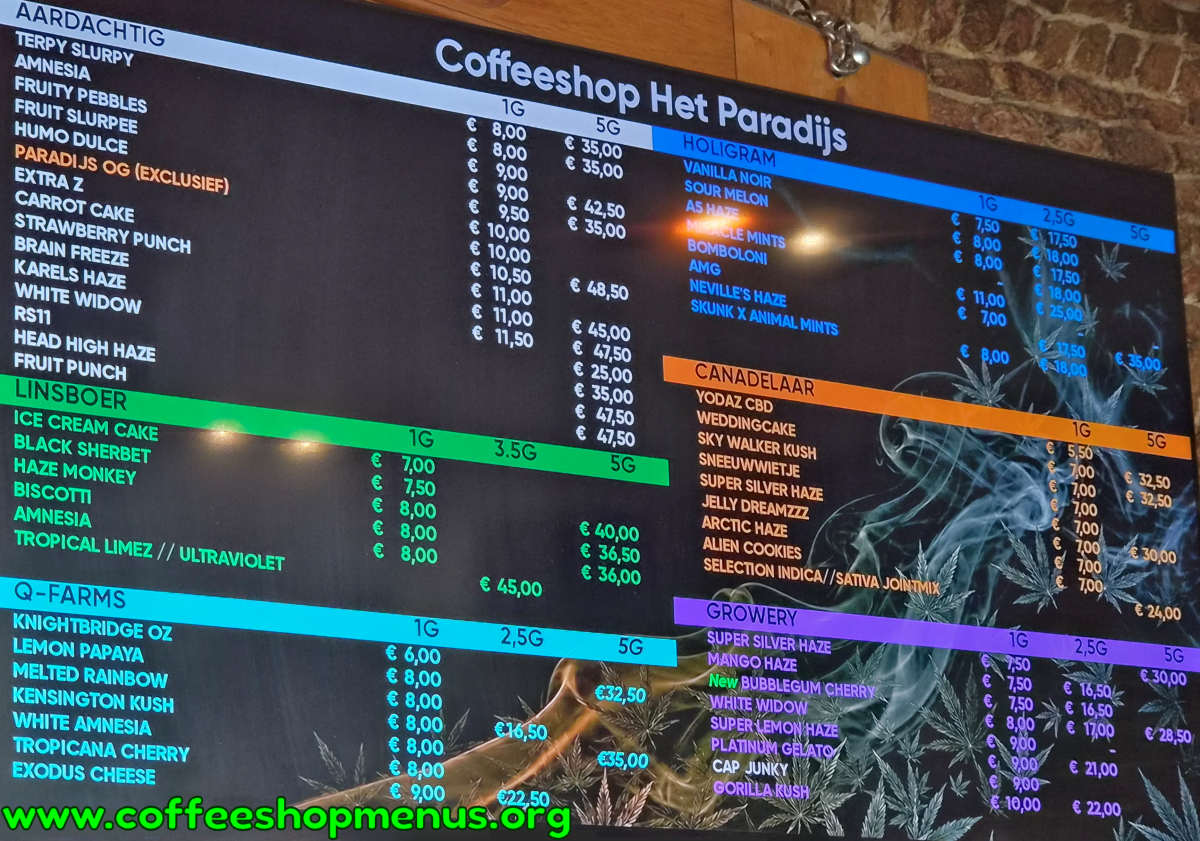 Coffeeshop Het Paradijs
AARDACHTIG
TERPY SLURPY
AMNESIA
FRUITY PEBBLES
FRUIT SLURPEE
HUMO DULCE
PARADIJS OG (EXCLUSIEF)
EXTRA Z
CARROT CAKE
STRAWBERRY PUNCH
BRAIN FREEZE
KARELS HAZE
WHITE WIDOW
RS11
HEAD HIGH HAZE
FRUIT PUNCH
1G
€ 8,00
€ 8,00
€ 9,00
€ 9,00
€ 9,50
€ 10,00
€ 10,00
€ 10,50
€ 11,00
€ 11,00
€ 11,50
5G
€ 35,00
€ 35,00
€ 42,50
€ 35,00
€ 48,50
€ 45,00
€ 47,50
€ 25,00
€ 35,00
€ 47,50
€ 47,50
LINSBOER
ICE CREAM CAKE
BLACK SHERBET
HAZE MONKEY
BISCOTTI
AMNESIA
TROPICAL LIMEZ // ULTRAVIOLET
1G
€ 7,00
€ 7,50
€ 8,00
€ 8,00
€ 8,00
3.5G
€ 45,00
5G
€ 40,00
€ 36,50
€ 36,00
Q-FARMS
KNIGHTBRIDGE OZ
LEMON PAPAYA
MELTED RAINBOW
KENSINGTON KUSH
WHITE AMNESIA
TROPICANA CHERRY
EXODUS CHEESE
1G
€ 6,00
€ 8,00
€ 8,00
€ 8,00
€ 8,00
€ 8,00
€ 9,00
2,5G
€16,50
€22,50
5G
€32,50
€35,00
HOLIGRAM
VANILLA NOIR
SOUR MELON
A5 HAZE
MIRACLE MINTS
BOMBOLONI
AMG
NEVILLE'S HAZE
SKUNK X ANIMAL MINTS
1G
€ 7,50
€ 8,00
€ 8,00
-
€ 11,00
€ 7,00
€ 8,00
2,5G
€ 17,50
€ 18,00
€ 17,50
€ 18,00
€ 25,00
€ 17,50
€ 18,00
5G
-
€ 35,00
CANADELAAR
YODAZ CBD
WEDDINGCAKE
SKY WALKER KUSH
SNEEUWWIETJE
SUPER SILVER HAZE
JELLY DREAMZZZ
ARCTIC HAZE
ALIEN COOKIES
SELECTION INDICA//SATIVA JOINTMIX
1G
€ 5,50
€ 7,00
€ 7,00
€ 7,00
€ 7,00
€ 7,00
€ 7,00
€ 7,00
5G
€ 32,50
€ 32,50
€ 30,00
€ 24,00
GROWERY
SUPER SILVER HAZE
MANGO HAZE
New BUBBLEGUM CHERRY
WHITE WIDOW
SUPER LEMON HAZE
PLATINUM GELATO
CAP JUNKY
GORILLA KUSH
1G
€ 7,50
€ 7,50
€ 7,50
€ 8,00
€ 9,00
€ 9,00
€ 9,00
€ 10,00
2,5G
€ 16,50
€ 16,50
€ 17,00
-
€ 21,00
€ 22,00
5G
€ 30,00
€ 28,50
www.coffeeshopmenus.org